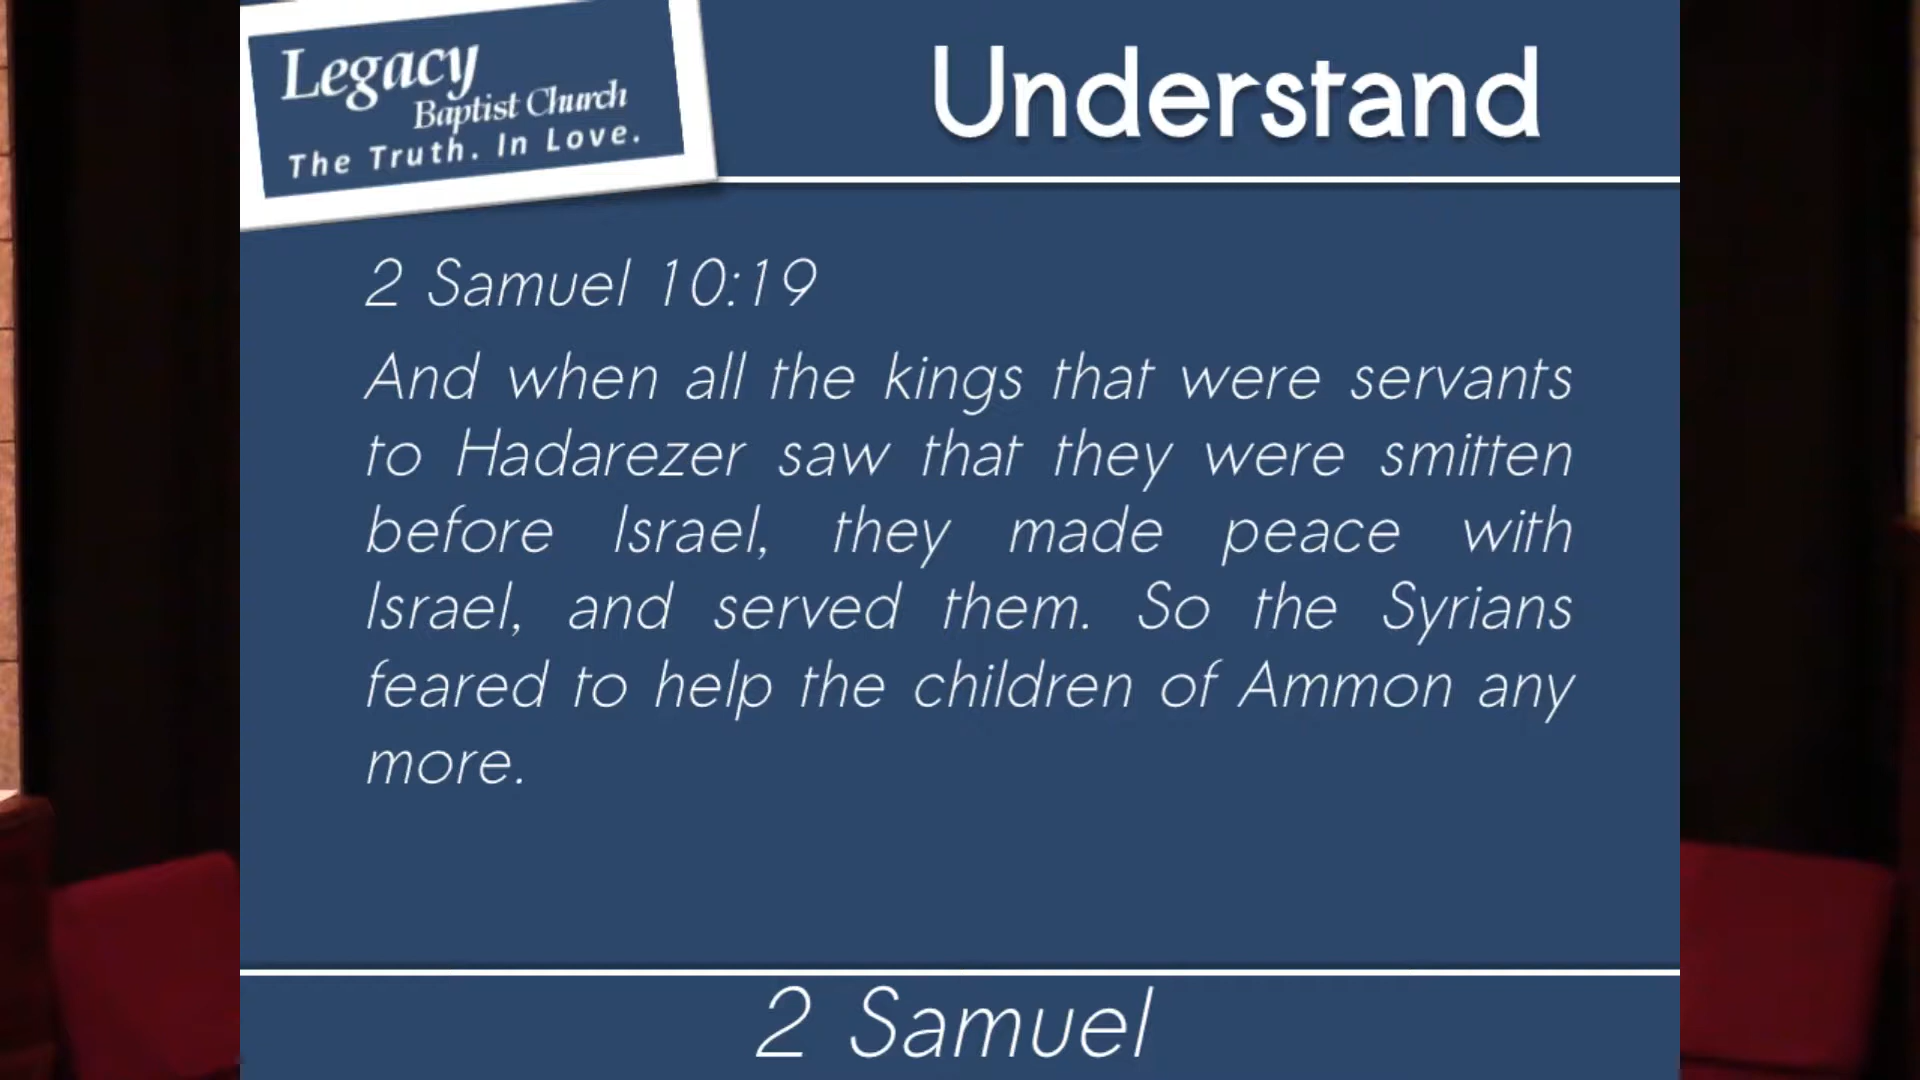 Legacy
Baptist Church
The Truth. In Love.
Understand
2 Samuel 10:19
And when all the kings that were servants
to Hadarezer saw that they were smitten
before Israel, they made peace with
Israel, and served them. So the Syrians
feared to help the children of Ammon any
more.
2 Samuel